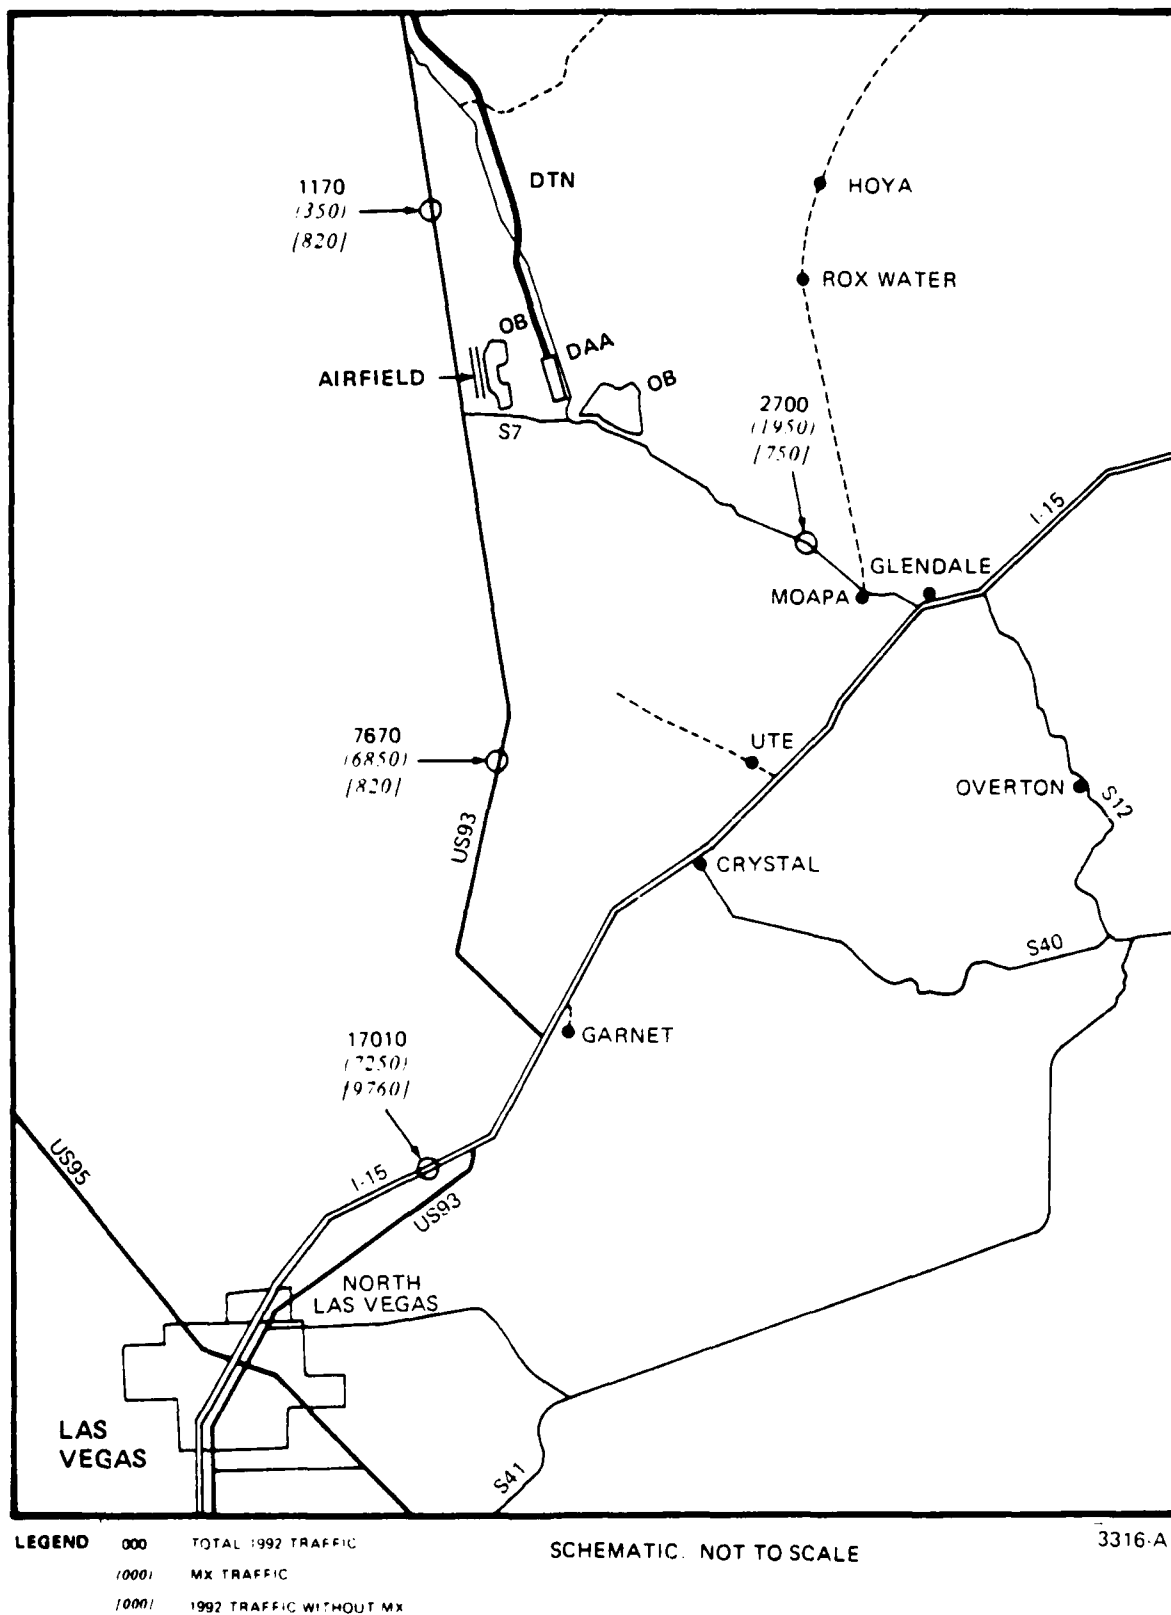 DTN
HOYA
1170
(350)
[820]
ROX WATER
OB
DAA
AIRFIELD
OB
S7
2700
(1950)
[750]
I-15
GLENDALE
MOAPA
7670
(6850)
[820]
UTE
OVERTON
S12
US93
CRYSTAL
S40
17010
(7250)
[9760]
GARNET
US95
I-15
US93
NORTH
LAS VEGAS
LAS
VEGAS
S41
LEGEND 000 TOTAL 1992 TRAFFIC
(000) MX TRAFFIC
[000] 1992 TRAFFIC WITHOUT MX
SCHEMATIC. NOT TO SCALE
3316-A